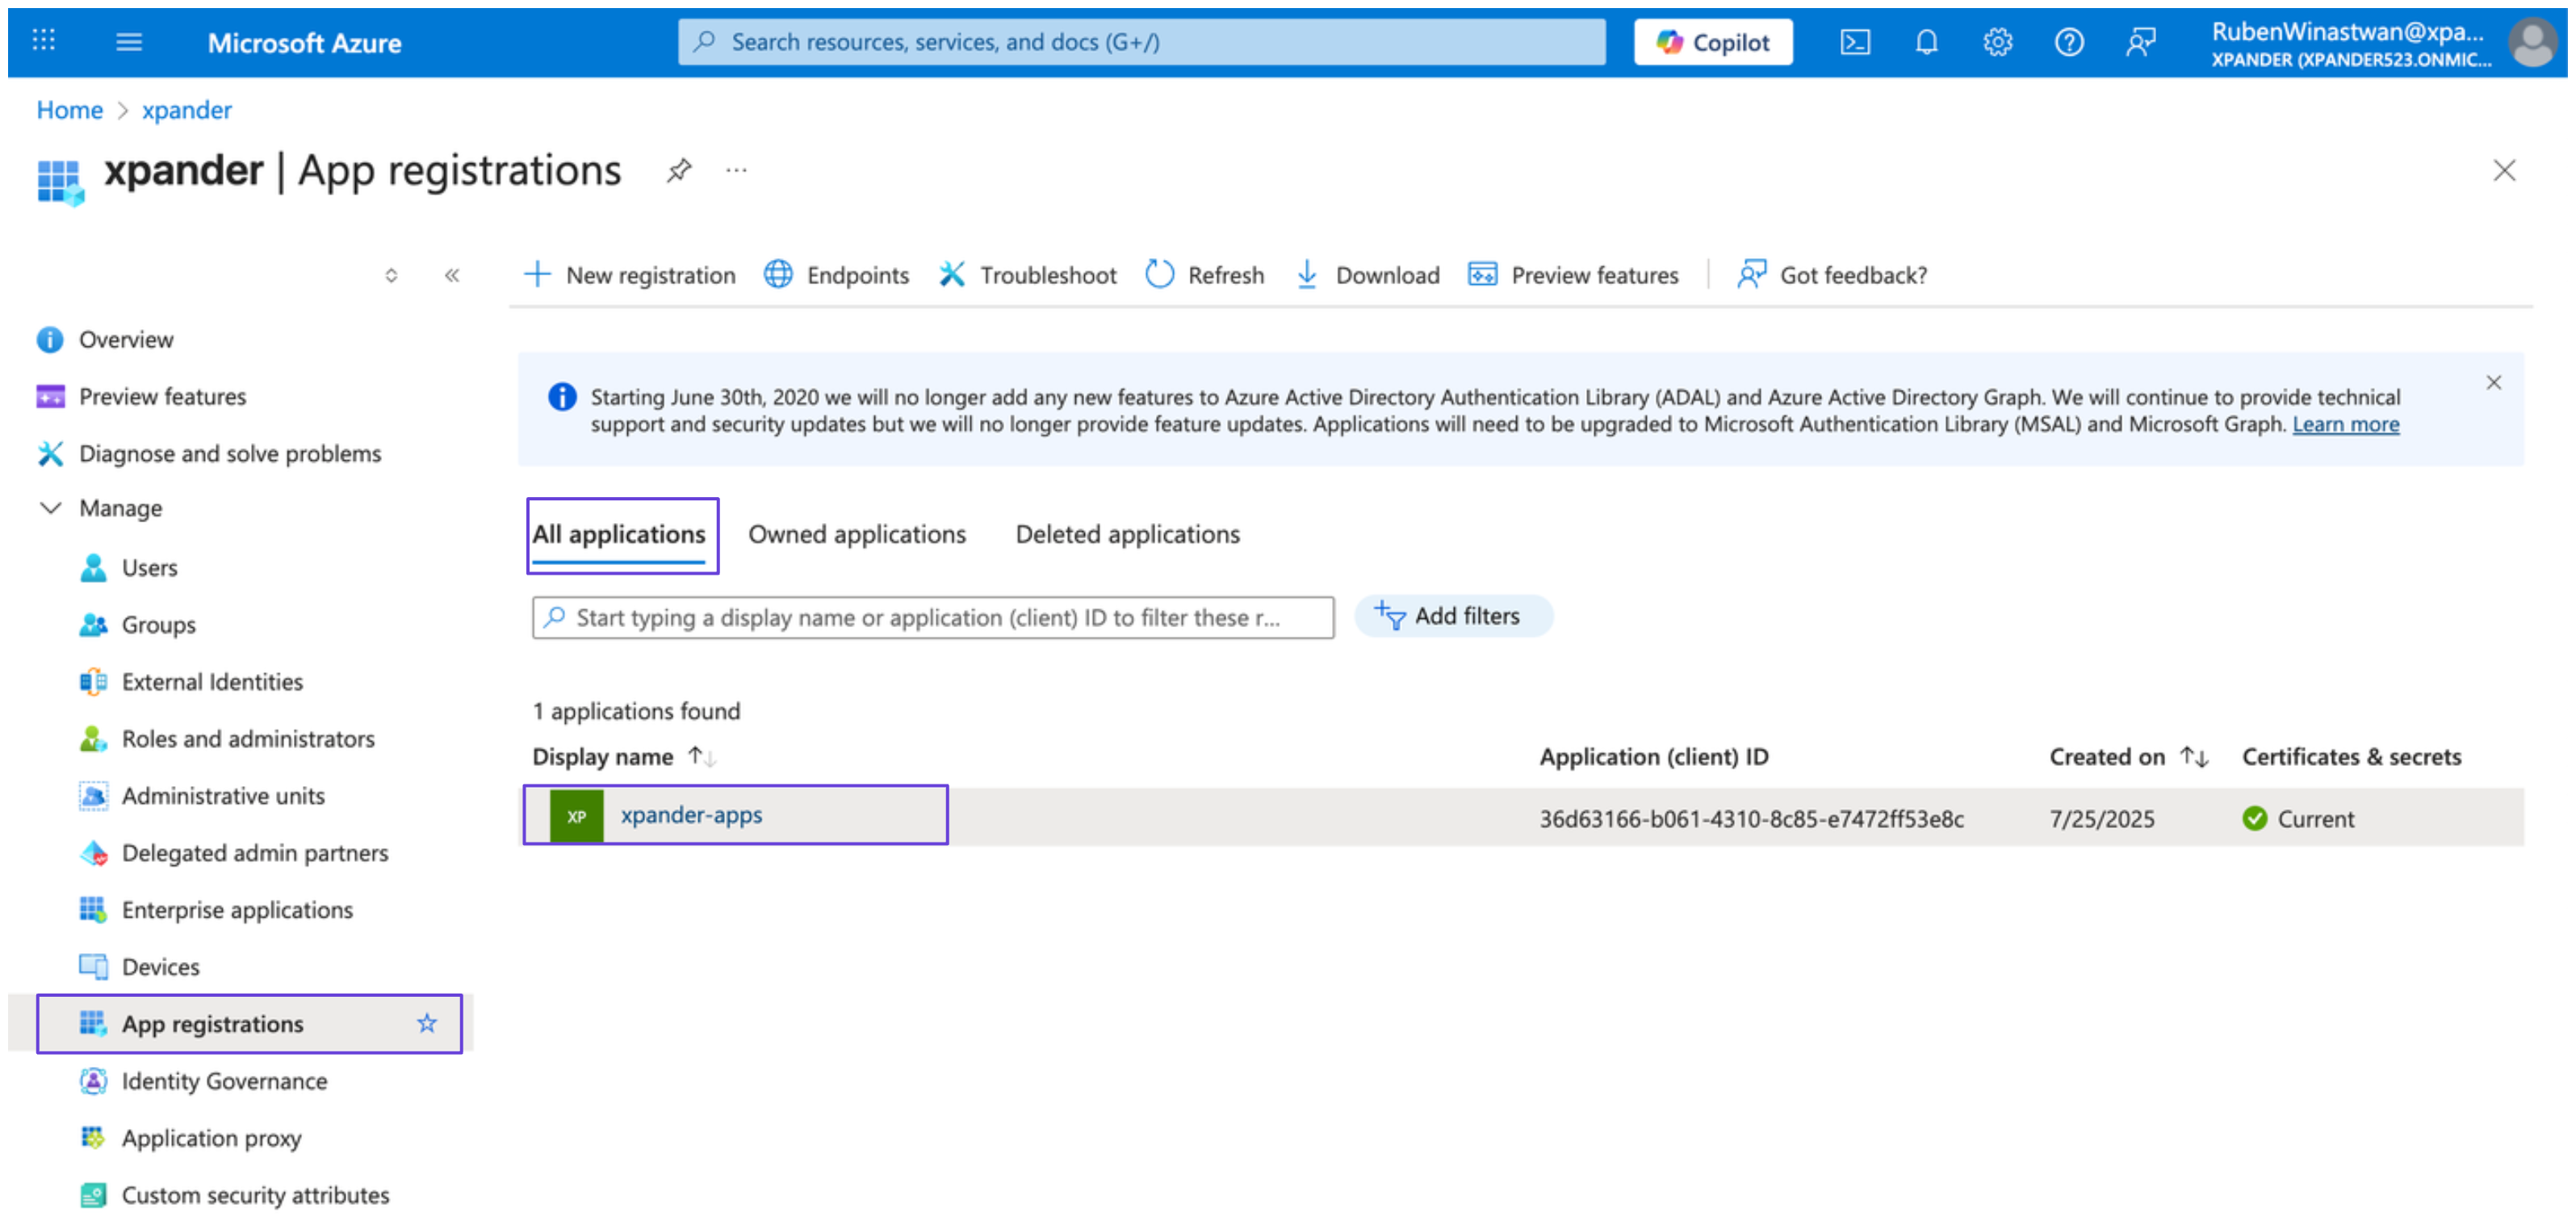 Microsoft Azure
Search resources, services, and docs (G+/)
Copilot
RubenWinastwan@xpa...
XPANDER (XPANDER523.ONMIC...
Home > xpander
xpander | App registrations
...
New registration
Endpoints
Troubleshoot
Refresh
Download
Preview features
Got feedback?
Overview
Preview features
Diagnose and solve problems
Manage
Users
Groups
External Identities
Roles and administrators
Administrative units
Delegated admin partners
Enterprise applications
Devices
App registrations
Identity Governance
Application proxy
Custom security attributes
Starting June 30th, 2020 we will no longer add any new features to Azure Active Directory Authentication Library (ADAL) and Azure Active Directory Graph. We will continue to provide technical
support and security updates but we will no longer provide feature updates. Applications will need to be upgraded to Microsoft Authentication Library (MSAL) and Microsoft Graph. Learn more
All applications
Owned applications
Deleted applications
Start typing a display name or application (client) ID to filter these r...
Add filters
1 applications found
Display name
Application (client) ID
Created on
Certificates & secrets
XP
xpander-apps
36d63166-b061-4310-8c85-e7472ff53e8c
7/25/2025
Current